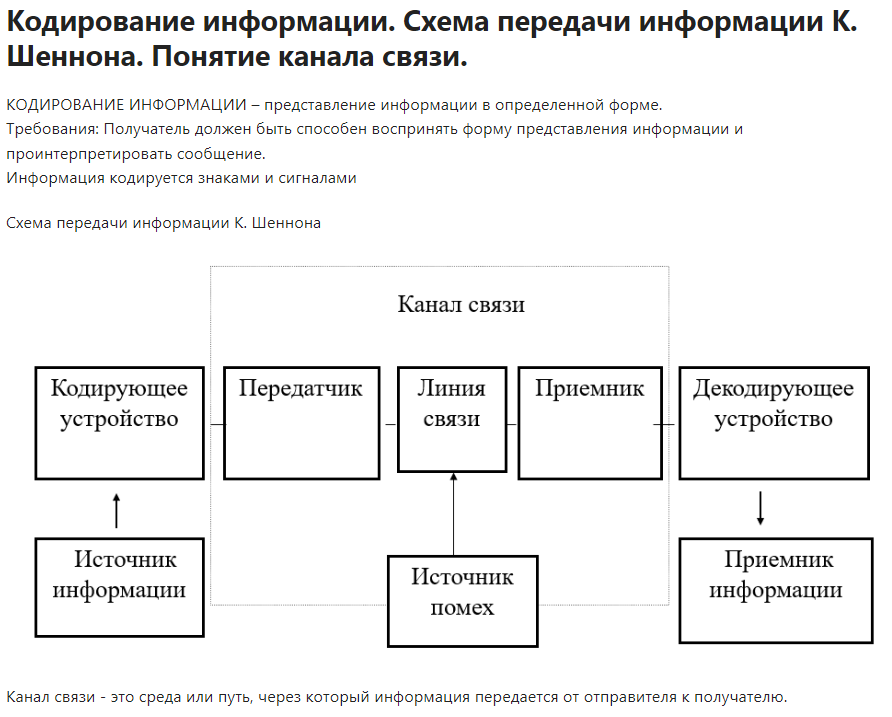 Кодирование информации. Схема передачи информации К.
Шеннона. Понятие канала связи.
КОДИРОВАНИЕ ИНФОРМАЦИИ – представление информации в определенной форме.
Требования: Получатель должен быть способен воспринять форму представления информации и
проинтерпретировать сообщение.
Информация кодируется знаками и сигналами
Схема передачи информации К. Шеннона
Канал связи
Кодирующее
устройство
Передатчик
Линия
связи
Приемник
Декодирующее
устройство
Источник
информации
Источник
помех
Приемник
информации
Канал связи - это среда или путь, через который информация передается от отправителя к получателю.